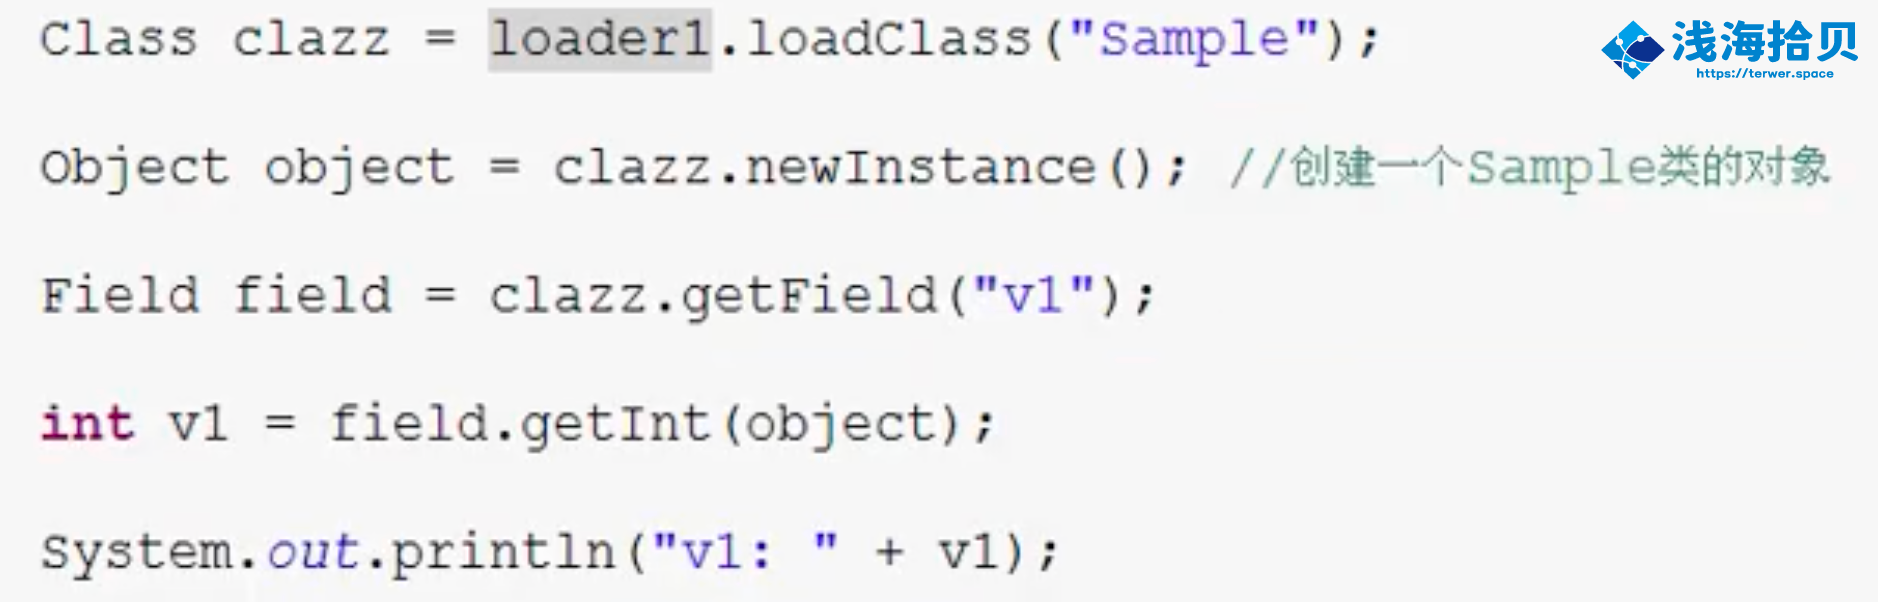 Class clazz = loader1.loadClass("Sample");
浅海拾贝
https://terwer.space
Object object = clazz.newInstance(); //创建一个Sample类的对象
Field field = clazz.getField("v1");
int v1 = field.getInt(object);
System.out.println("v1: " + v1);